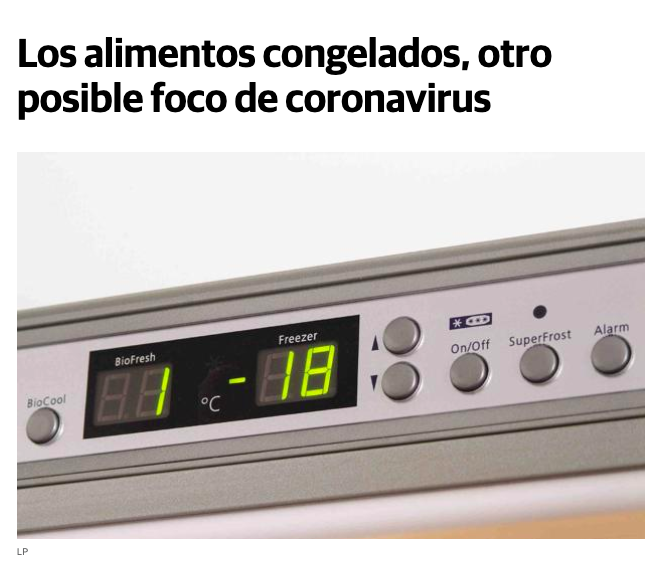 Los alimentos congelados, otro
posible foco de coronavirus
BioCool
BioFresh
1
°C
Freezer
-18
On/Off
SuperFrost
Alarm
LP